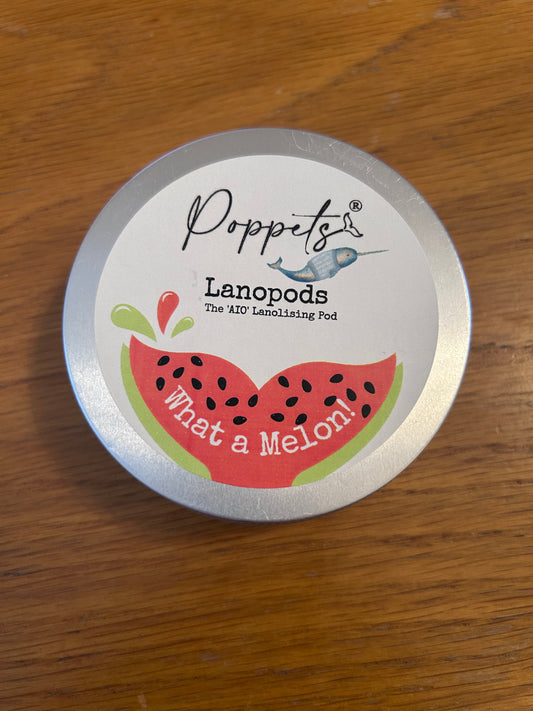 Poppets®
Lanopods
The 'AIO' Lanolising Pod
What a Melon!